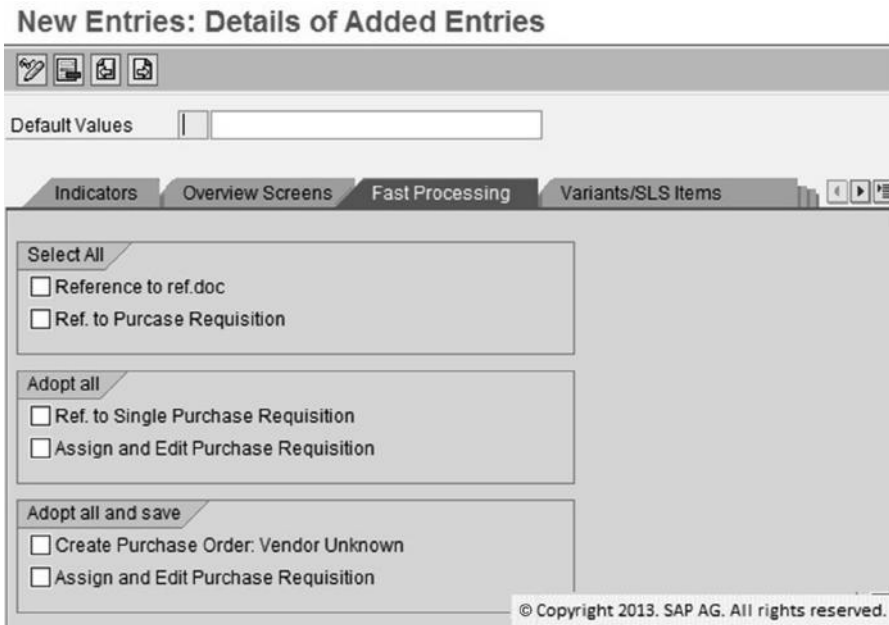 New Entries: Details of Added Entries
Default Values
Indicators Overview Screens Fast Processing Variants/SLS Items
Select All
Reference to ref.doc
Ref. to Purcase Requisition
Adopt all
Ref. to Single Purchase Requisition
Assign and Edit Purchase Requisition
Adopt all and save
Create Purchase Order: Vendor Unknown
Assign and Edit Purchase Requisition
© Copyright 2013. SAP AG. All rights reserved.